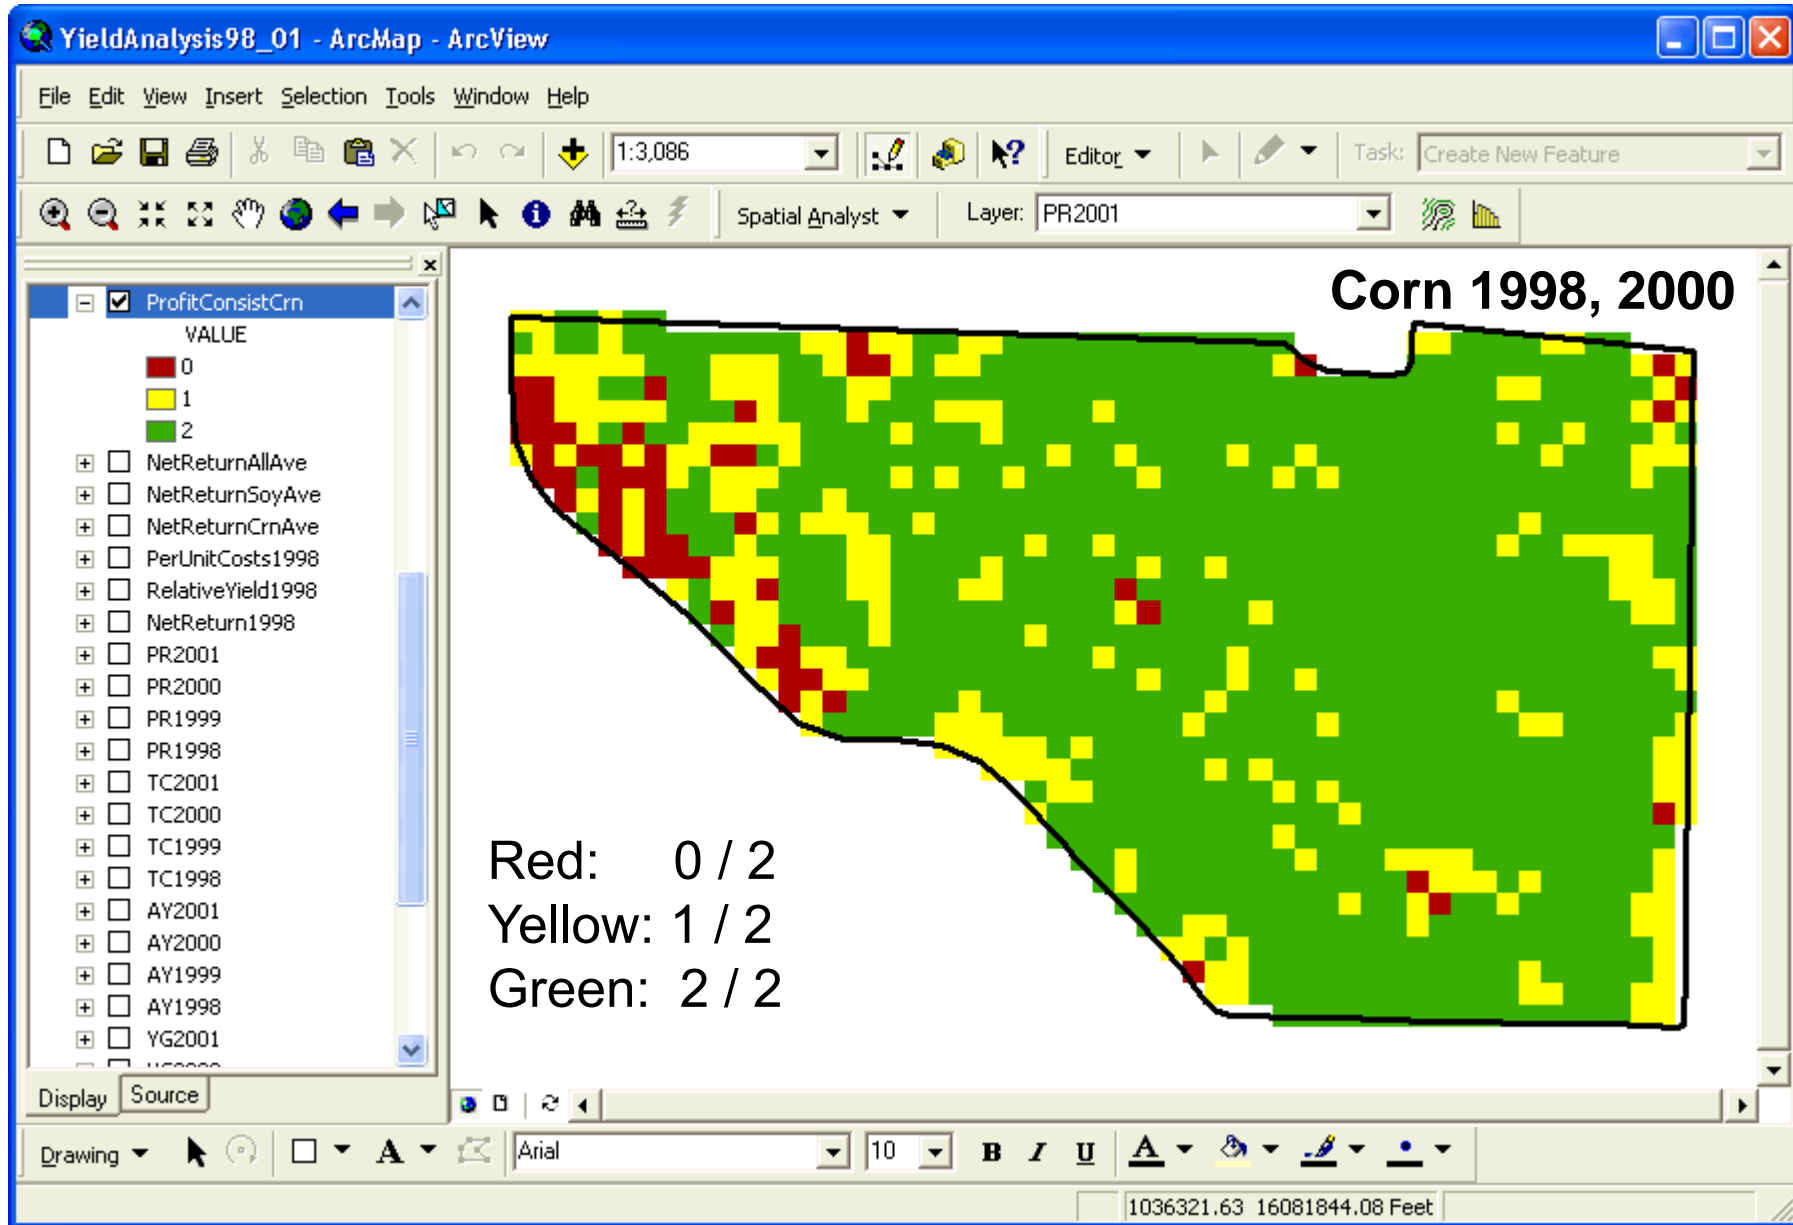 YieldAnalysis98_01 - ArcMap - ArcView
File Edit View Insert Selection Tools Window Help
1:3,086 Editor Task: Create New Feature
Spatial Analyst Layer: PR2001
ProfitConsistCrn
VALUE
0
1
2
NetReturnAllAve
NetReturnSoyAve
NetReturnCrnAve
PerUnitCosts1998
RelativeYield1998
NetReturn1998
PR2001
PR2000
PR1999
PR1998
TC2001
TC2000
TC1999
TC1998
AY2001
AY2000
AY1999
AY1998
YG2001
Display Source
Corn 1998, 2000
Red: 0 / 2
Yellow: 1 / 2
Green: 2 / 2
Drawing A Arial 10 B I U A
1036321.63 16081844.08 Feet